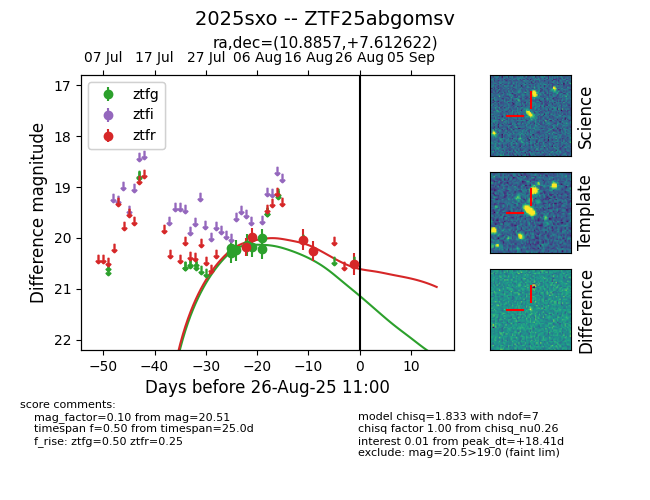 2025sxo -- ZTF25abgomsv
ra,dec=(10.8857,+7.612622)
07 Jul 17 Jul 27 Jul 06 Aug 16 Aug 26 Aug 05 Sep
ztfg
ztfi
ztfr
17
18
19
20
21
22
Difference magnitude
−50 −40 −30 −20 −10 0 10
Days before 26-Aug-25 11:00
Science
Template
Difference
score comments:
mag_factor=0.10 from mag=20.51
timespan f=0.50 from timespan=25.0d
f_rise: ztfg=0.50 ztfr=0.25
model chisq=1.833 with ndof=7
chisq factor 1.00 from chisq_nu0.26
interest 0.01 from peak_dt=+18.41d
exclude: mag=20.5>19.0 (faint lim)